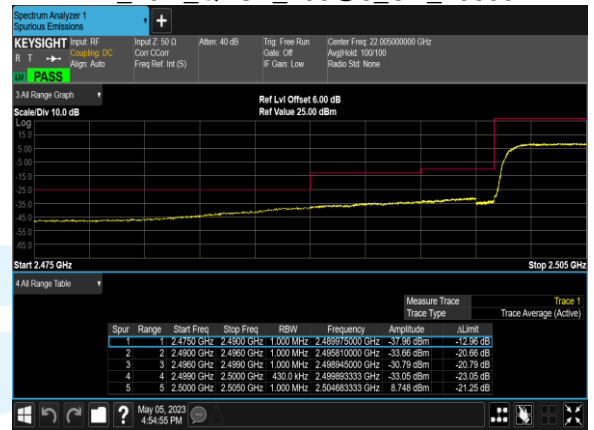 Spectrum Analyzer 1
Spurious Emissions
KEYSIGHT Input: RF Input Z: 50 Ω Atten: 40 dB Trig: Free Run Center Freq: 22.005000000 GHz
R T Coupling: DC Corr CCorr Gate: Off Avg|Hold: 100/100
Align: Auto Freq Ref: Int (S) IF Gain: Low Radio Std: None
LV PASS
3 All Range Graph
Ref Lvl Offset 6.00 dB
Scale/Div 10.0 dB Ref Value 25.00 dBm
Log
15.0
5.00
-5.00
-15.0
-25.0
-35.0
-45.0
-55.0
-65.0
Start 2.475 GHz Stop 2.505 GHz
4 All Range Table
Measure Trace Trace 1
Trace Type Trace Average (Active)
Spur Range Start Freq Stop Freq RBW Frequency Amplitude ΔLimit
1 1 2.4750 GHz 2.4900 GHz 1.000 MHz 2.489975000 GHz -37.96 dBm -12.96 dB
2 2 2.4900 GHz 2.4960 GHz 1.000 MHz 2.495810000 GHz -33.66 dBm -20.66 dB
3 3 2.4960 GHz 2.4990 GHz 1.000 MHz 2.498945000 GHz -30.79 dBm -20.79 dB
4 4 2.4990 GHz 2.5000 GHz 430.0 kHz 2.499893333 GHz -33.05 dBm -23.05 dB
5 5 2.5000 GHz 2.5050 GHz 1.000 MHz 2.504683333 GHz 8.748 dBm -21.25 dB
May 05, 2023
4:54:55 PM